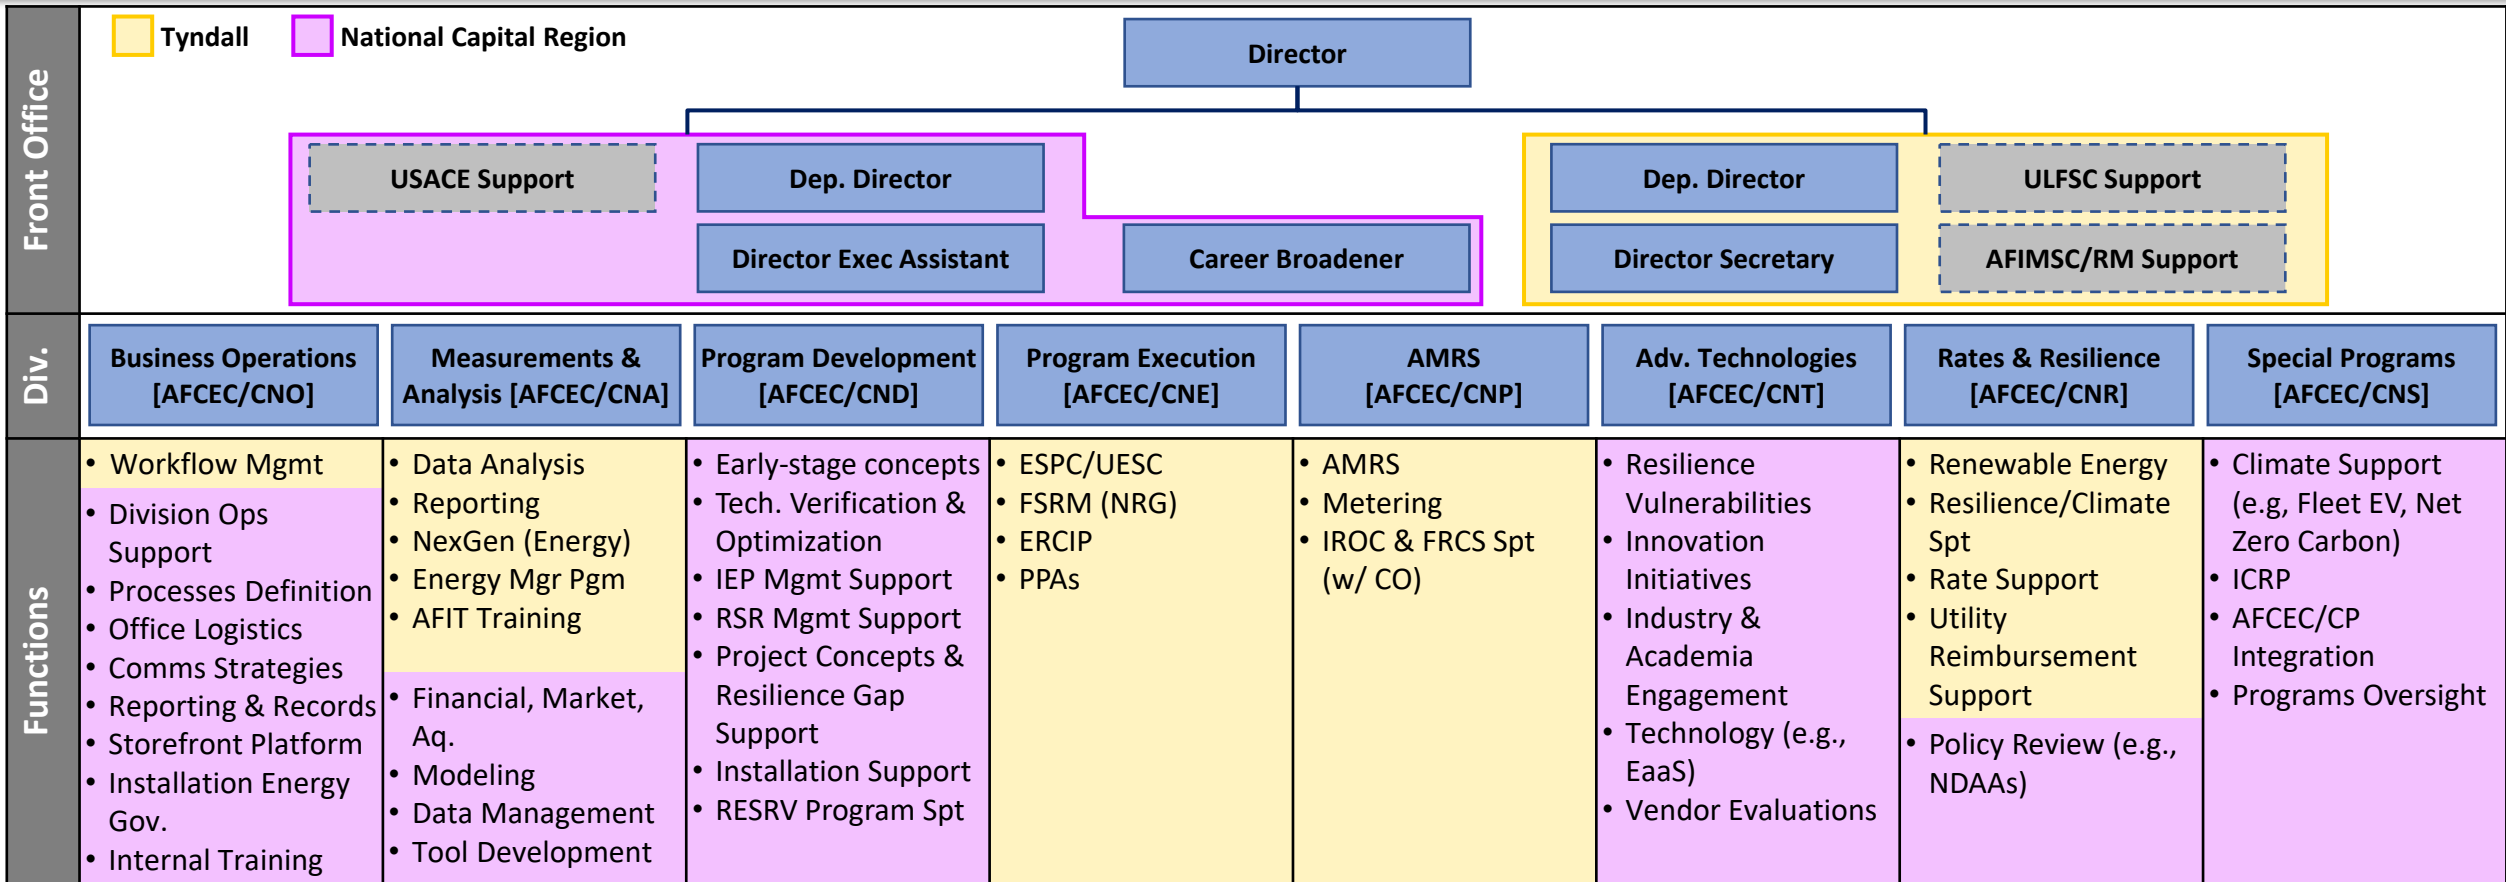 Tyndall
National Capital Region
Front Office
Director
USACE Support
Dep. Director
Director Exec Assistant
Career Broadener
Dep. Director
ULFSC Support
Director Secretary
AFIMSC/RM Support
Div.
Business Operations
[AFCEC/CNO]
Measurements &
Analysis [AFCEC/CNA]
Program Development
[AFCEC/CND]
Program Execution
[AFCEC/CNE]
AMRS
[AFCEC/CNP]
Adv. Technologies
[AFCEC/CNT]
Rates & Resilience
[AFCEC/CNR]
Special Programs
[AFCEC/CNS]
Functions
• Workflow Mgmt
• Division Ops
Support
• Processes Definition
• Office Logistics
• Comms Strategies
• Reporting & Records
• Storefront Platform
• Installation Energy
Gov.
• Internal Training
• Data Analysis
• Reporting
• NexGen (Energy)
• Energy Mgr Pgm
• AFIT Training
• Financial, Market,
Aq.
• Modeling
• Data Management
• Tool Development
• Early-stage concepts
• Tech. Verification &
Optimization
• IEP Mgmt Support
• RSR Mgmt Support
• Project Concepts &
Resilience Gap
Support
• Installation Support
• RESRV Program Spt
• ESPC/UESC
• FSRM (NRG)
• ERCIP
• PPAs
• AMRS
• Metering
• IROC & FRCS Spt
(w/ CO)
• Resilience
Vulnerabilities
• Innovation
Initiatives
• Industry &
Academia
Engagement
• Technology (e.g.,
EaaS)
• Vendor Evaluations
• Renewable Energy
• Resilience/Climate
Spt
• Rate Support
• Utility
Reimbursement
Support
• Policy Review (e.g.,
NDAAs)
• Climate Support
(e.g, Fleet EV, Net
Zero Carbon)
• ICRP
• AFCEC/CP
Integration
• Programs Oversight